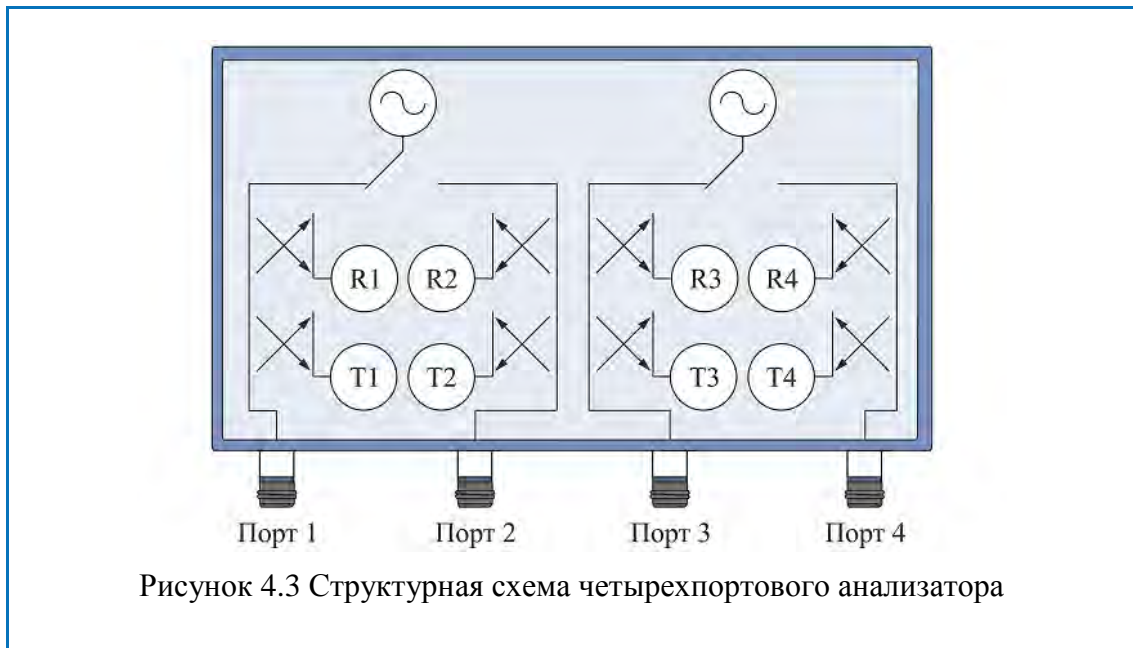 R1 R2 R3 R4
T1 T2 T3 T4
Порт 1 Порт 2 Порт 3 Порт 4
Рисунок 4.3 Структурная схема четырехпортового анализатора